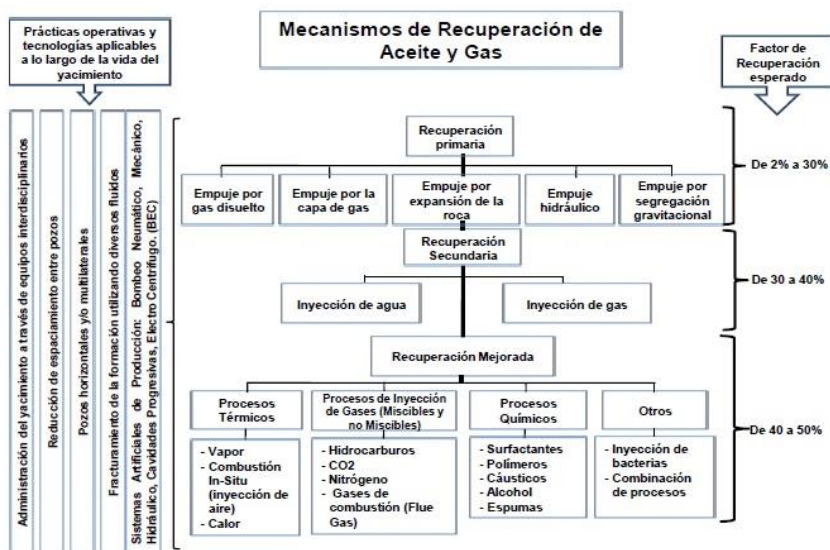 Prácticas operativas y
tecnologías aplicables
a lo largo de la vida del
yacimiento
Mecanismos de Recuperación de
Aceite y Gas
Factor de
Recuperación
esperado
Administración del yacimiento a través de equipos interdisciplinarios
Reducción de espaciamiento entre pozos
Pozos horizontales y/o multilaterales
Fracturamiento de la formación utilizando diversos fluidos
Sistemas Artificiales de Producción: Bombeo Neumático, Mecánico,
Hidráulico, Cavidades Progresivas, Electro Centrífugo. (BEC)
Recuperación
primaria
De 2% a 30%
Empuje por
gas disuelto
Empuje por la
capa de gas
Empuje por
expansión de la
roca
Empuje
hidráulico
Empuje por
segregación
gravitacional
Recuperación
Secundaria
De 30 a 40%
Inyección de agua
Inyección de gas
Recuperación Mejorada
De 40 a 50%
Procesos
Térmicos
Procesos de Inyección
de Gases (Miscibles y
no Miscibles)
Procesos
Químicos
Otros
- Vapor
- Combustión
In-Situ
(inyección de
aire)
- Calor
- Hidrocarburos
- CO2
- Nitrógeno
- Gases de
combustión (Flue
Gas)
- Surfactantes
- Polímeros
- Cáusticos
- Alcohol
- Espumas
- Inyección de
bacterias
- Combinación
de procesos